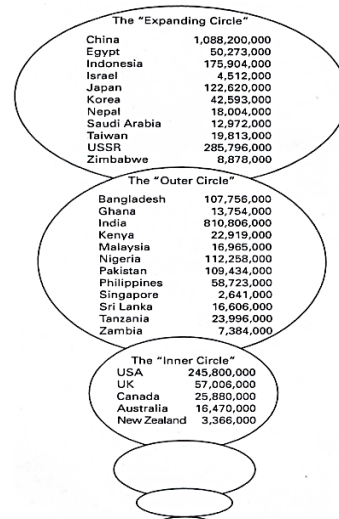 The "Expanding Circle"
China 1,088,200,000
Egypt 50,273,000
Indonesia 175,904,000
Israel 4,512,000
Japan 122,620,000
Korea 42,593,000
Nepal 18,004,000
Saudi Arabia 12,972,000
Taiwan 19,813,000
USSR 285,796,000
Zimbabwe 8,878,000
The "Outer Circle"
Bangladesh 107,756,000
Ghana 13,754,000
India 810,806,000
Kenya 22,919,000
Malaysia 16,965,000
Nigeria 112,258,000
Pakistan 109,434,000
Philippines 58,723,000
Singapore 2,641,000
Sri Lanka 16,606,000
Tanzania 23,996,000
Zambia 7,384,000
The "Inner Circle"
USA 245,800,000
UK 57,006,000
Canada 25,880,000
Australia 16,470,000
New Zealand 3,366,000